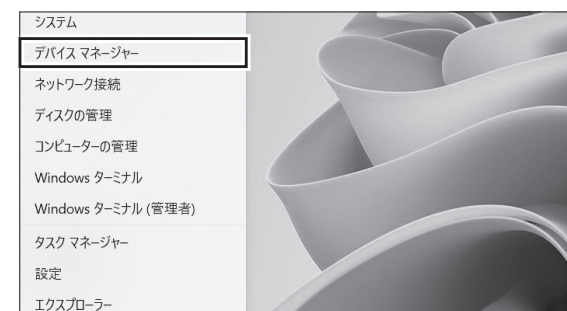 システム
デバイス マネージャー
ネットワーク接続
ディスクの管理
コンピューターの管理
Windows ターミナル
Windows ターミナル (管理者)
タスク マネージャー
設定
エクスプローラー